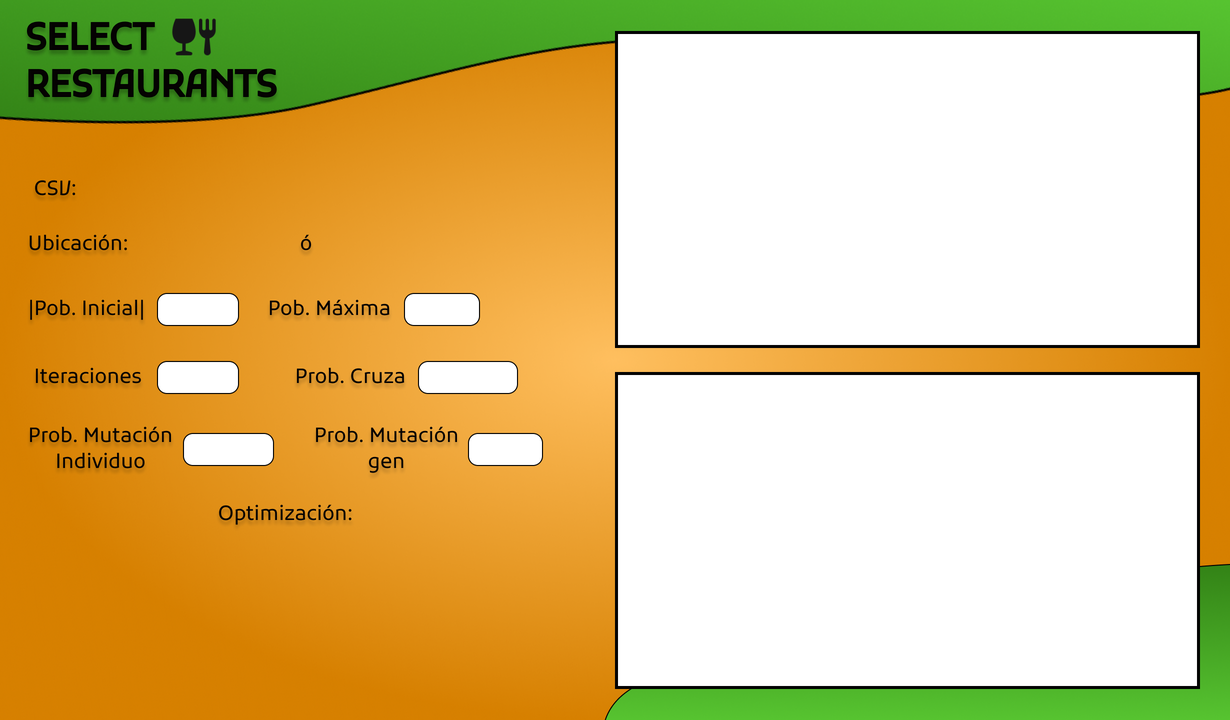 SELECT
RESTAURANTS
CSV:
Ubicación: ó
|Pob. Inicial| Pob. Máxima
Iteraciones Prob. Cruza
Prob. Mutación Prob. Mutación
Individuo gen
Optimización: